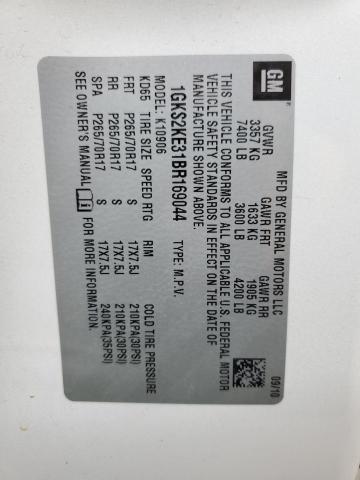 GM
MFD BY GENERAL MOTORS LLC
09/10
GVWR GAWR FRT GAWR RR
3357 KG 1633 KG 1905 KG
7400 LB 3600 LB 4200 LB
THIS VEHICLE CONFORMS TO ALL APPLICABLE U.S. FEDERAL MOTOR
VEHICLE SAFETY STANDARDS IN EFFECT ON THE DATE OF
MANUFACTURE SHOWN ABOVE.
1GKS2KE31BR169044 TYPE: M.P.V.
MODEL: K10906
KD65 TIRE SIZE SPEED RTG RIM COLD TIRE PRESSURE
FRT P265/70R17 S 17X7.5J 210KPA(30PSI)
RR P265/70R17 S 17X7.5J 210KPA(30PSI)
SPA P265/70R17 S 17X7.5J 240KPA(35PSI)
SEE OWNER'S MANUAL i FOR MORE INFORMATION.